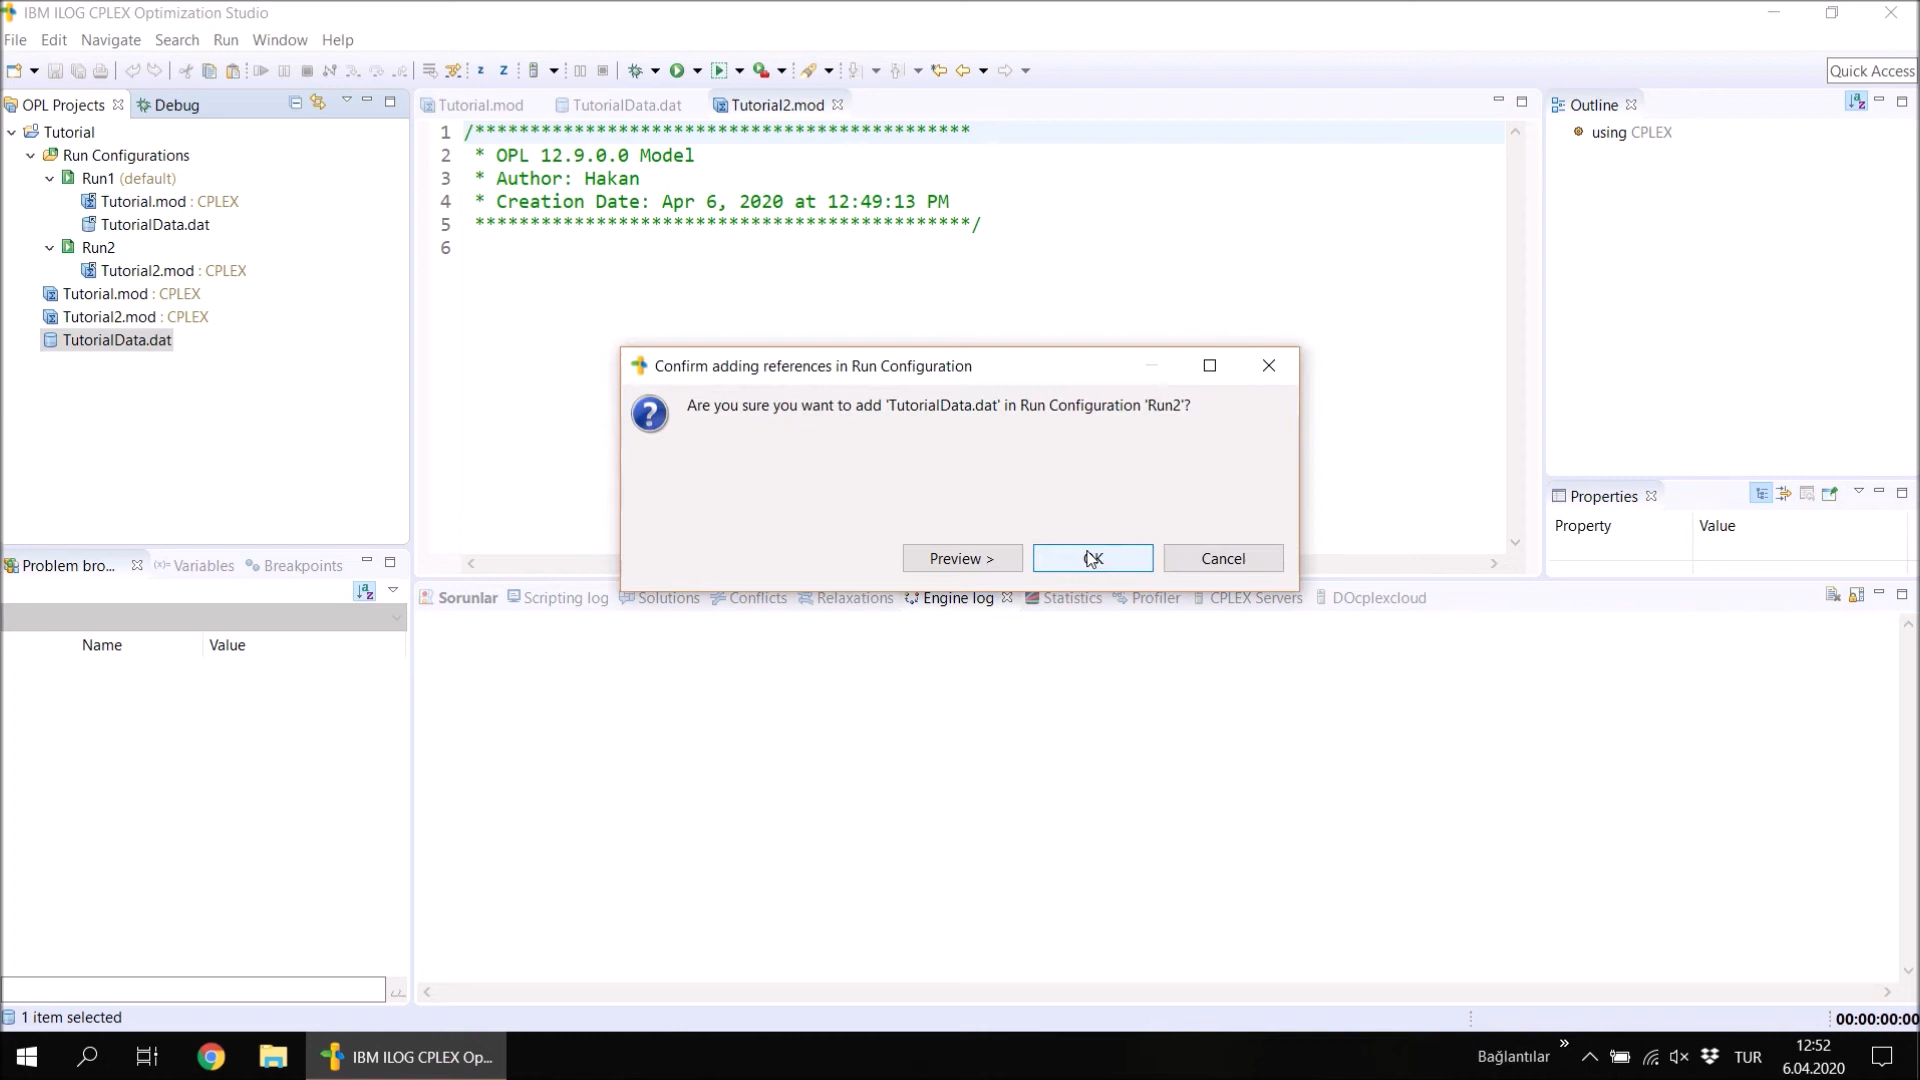 IBM ILOG CPLEX Optimization Studio
File Edit Navigate Search Run Window Help
Quick Access
OPL Projects Debug
Tutorial
Run Configurations
Run1 (default)
Tutorial.mod : CPLEX
TutorialData.dat
Run2
Tutorial2.mod : CPLEX
Tutorial.mod : CPLEX
Tutorial2.mod : CPLEX
TutorialData.dat
Tutorial.mod TutorialData.dat Tutorial2.mod
1 /*********************************************
2 * OPL 12.9.0.0 Model
3 * Author: Hakan
4 * Creation Date: Apr 6, 2020 at 12:49:13 PM
5 *********************************************/
6
Outline
using CPLEX
Confirm adding references in Run Configuration
Are you sure you want to add 'TutorialData.dat' in Run Configuration 'Run2'?
Preview > OK Cancel
Properties
Property Value
Problem bro... (x)= Variables Breakpoints
Name Value
Sorunlar Scripting log Solutions Conflicts Relaxations Engine log Statistics Profiler CPLEX Servers DOcplexcloud
1 item selected
00:00:00:00
IBM ILOG CPLEX Op...
Bağlantılar
TUR
12:52
6.04.2020